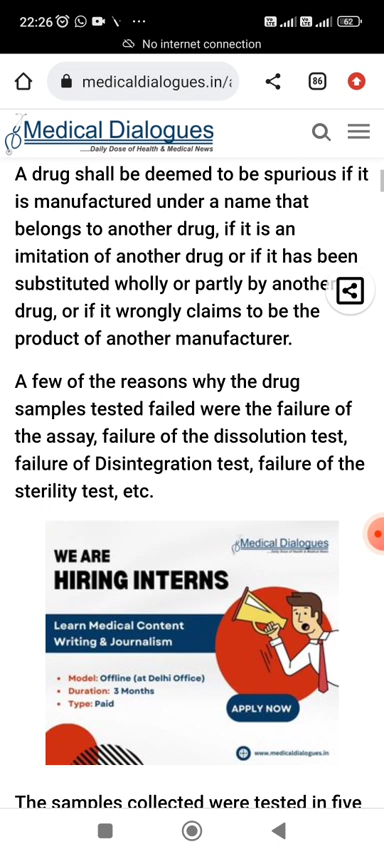 22:26
62
No internet connection
medicaldialogues.in/
86
Medical Dialogues
.....Daily Dose of Health & Medical News
A drug shall be deemed to be spurious if it
is manufactured under a name that
belongs to another drug, if it is an
imitation of another drug or if it has been
substituted wholly or partly by another
drug, or if it wrongly claims to be the
product of another manufacturer.
A few of the reasons why the drug
samples tested failed were the failure of
the assay, failure of the dissolution test,
failure of Disintegration test, failure of the
sterility test, etc.
Medical Dialogues
WE ARE
HIRING INTERNS
Learn Medical Content
Writing & Journalism
• Model: Offline (at Delhi Office)
• Duration: 3 Months
• Type: Paid
APPLY NOW
www.medicaldialogues.in
The samples collected were tested in five